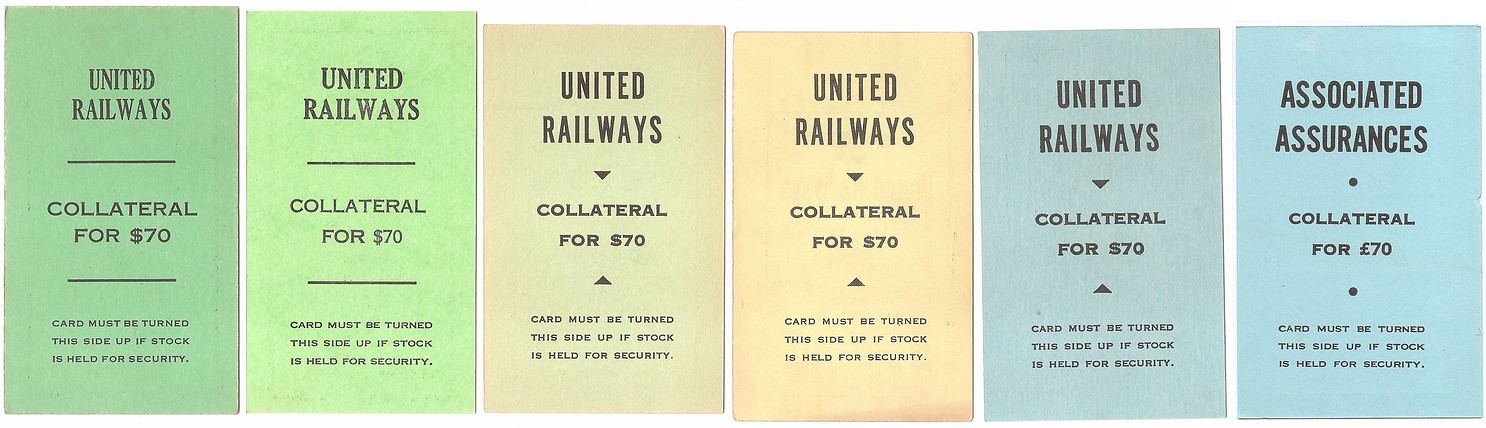 UNITED
RAILWAYS
COLLATERAL
FOR $70
CARD MUST BE TURNED
THIS SIDE UP IF STOCK
IS HELD FOR SECURITY.
UNITED
RAILWAYS
COLLATERAL
FOR $70
CARD MUST BE TURNED
THIS SIDE UP IF STOCK
IS HELD FOR SECURITY.
UNITED
RAILWAYS
COLLATERAL
FOR $70
CARD MUST BE TURNED
THIS SIDE UP IF STOCK
IS HELD FOR SECURITY.
UNITED
RAILWAYS
COLLATERAL
FOR $70
CARD MUST BE TURNED
THIS SIDE UP IF STOCK
IS HELD FOR SECURITY.
UNITED
RAILWAYS
COLLATERAL
FOR $70
CARD MUST BE TURNED
THIS SIDE UP IF STOCK
IS HELD FOR SECURITY.
ASSOCIATED
ASSURANCES
COLLATERAL
FOR £70
CARD MUST BE TURNED
THIS SIDE UP IF STOCK
IS HELD FOR SECURITY.